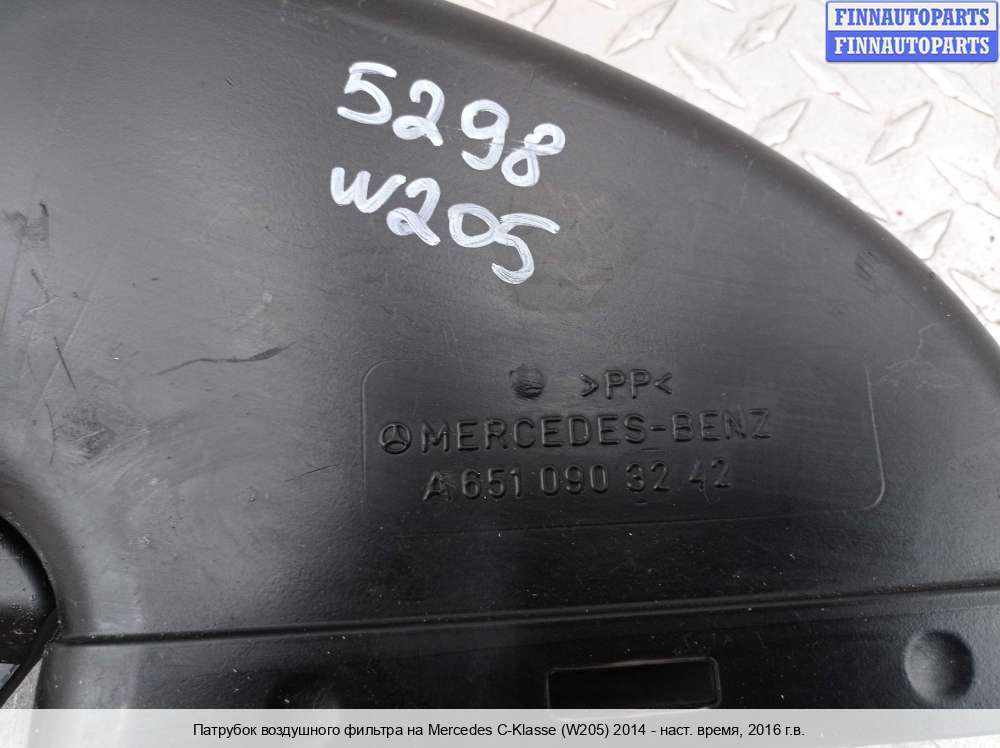 FINNAUTOPARTS
FINNAUTOPARTS
5298
W205
>PP<
MERCEDES-BENZ
A 651 090 32 42
Патрубок воздушного фильтра на Mercedes C-Klasse (W205) 2014 - наст. время, 2016 г.в.